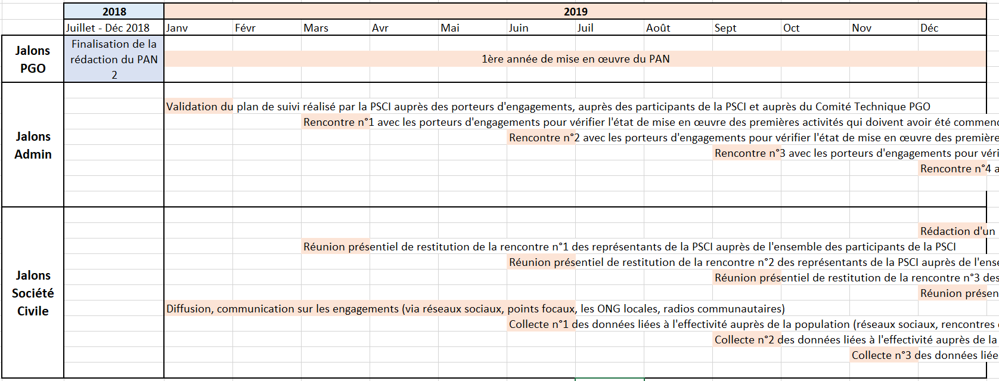 2018 2019
Juillet - Déc 2018 Janv Févr Mars Avr Mai Juin Juil Août Sept Oct Nov Déc
Jalons
PGO
Finalisation de la
rédaction du PAN
2
1ère année de mise en œuvre du PAN
Jalons
Admin
Validation du plan de suivi réalisé par la PSCI auprès des porteurs d'engagements, auprès des participants de la PSCI et auprès du Comité Technique PGO
Rencontre n°1 avec les porteurs d'engagements pour vérifier l'état de mise en œuvre des premières activités qui doivent avoir été
Rencontre n°2 avec les porteurs d'engagements pour vérifier l'état de mise en œuvre des première
Rencontre n°3 avec les porteurs d'engagements pour
Rencontre n°4
Jalons
Société
Civile
Rédaction d'un
Réunion présentiel de restitution de la rencontre n°1 des représentants de la PSCI auprès de l'ensemble des participants de la PSCI
Réunion présentiel de restitution de la rencontre n°2 des représentants de la PSCI auprès de
Réunion présentiel de restitution de la rencontre n°3 des
Réunion
Diffusion, communication sur les engagements (via réseaux sociaux, points focaux, les ONG locales, radios communautaires)
Collecte n°1 des données liées à l'effectivité auprès de la population (réseaux sociaux, rencontres
Collecte n°2 des données liées à l'effectivité auprès de la
Collecte n°3 des données liée